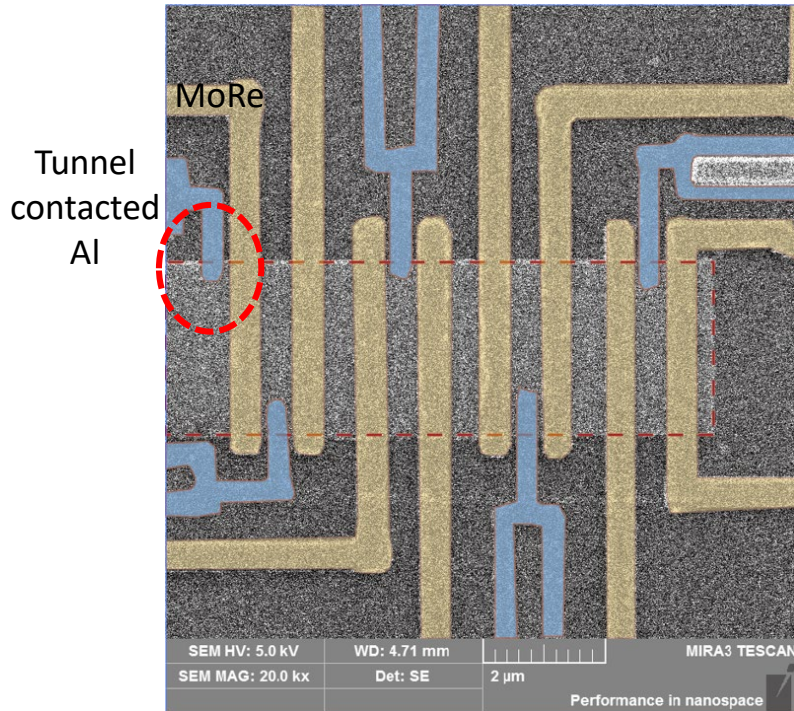 MoRe
Tunnel
contacted
Al
SEM HV: 5.0 kV WD: 4.71 mm MIRA3 TESCAN
SEM MAG: 20.0 kx Det: SE 2 µm
Performance in nanospace